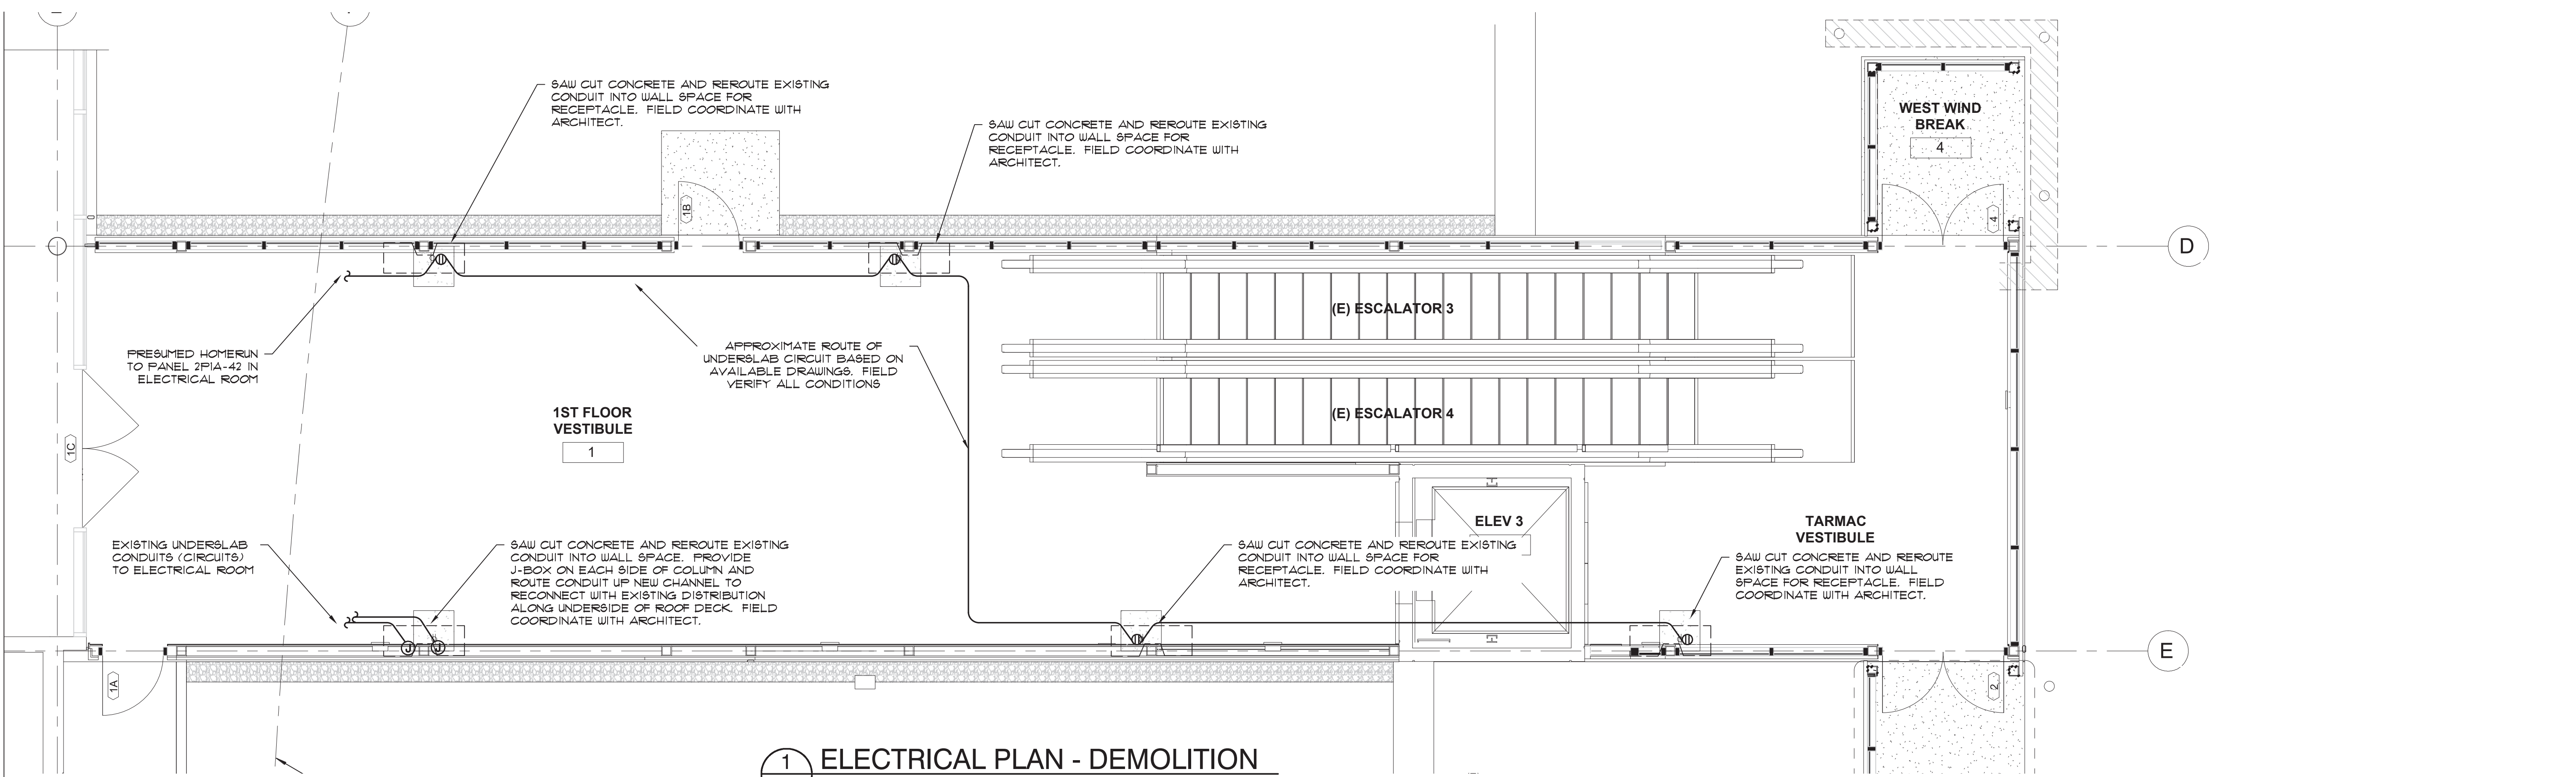 SAW CUT CONCRETE AND REROUTE EXISTING
CONDUIT INTO WALL SPACE FOR
RECEPTACLE. FIELD COORDINATE WITH
ARCHITECT.
SAW CUT CONCRETE AND REROUTE EXISTING
CONDUIT INTO WALL SPACE FOR
RECEPTACLE. FIELD COORDINATE WITH
ARCHITECT.
WEST WIND
BREAK
4
1B
4
D
(E) ESCALATOR 3
PRESUMED HOMERUN
TO PANEL 2P1A-42 IN
ELECTRICAL ROOM
APPROXIMATE ROUTE OF
UNDERSLAB CIRCUIT BASED ON
AVAILABLE DRAWINGS. FIELD
VERIFY ALL CONDITIONS
1ST FLOOR
VESTIBULE
1
(E) ESCALATOR 4
1C
ELEV 3
TARMAC
VESTIBULE
EXISTING UNDERSLAB
CONDUITS (CIRCUITS)
TO ELECTRICAL ROOM
SAW CUT CONCRETE AND REROUTE EXISTING
CONDUIT INTO WALL SPACE. PROVIDE
J-BOX ON EACH SIDE OF COLUMN AND
ROUTE CONDUIT UP NEW CHANNEL TO
RECONNECT WITH EXISTING DISTRIBUTION
ALONG UNDERSIDE OF ROOF DECK. FIELD
COORDINATE WITH ARCHITECT.
SAW CUT CONCRETE AND REROUTE EXISTING
CONDUIT INTO WALL SPACE FOR
RECEPTACLE. FIELD COORDINATE WITH
ARCHITECT.
SAW CUT CONCRETE AND REROUTE
EXISTING CONDUIT INTO WALL
SPACE FOR RECEPTACLE. FIELD
COORDINATE WITH ARCHITECT.
J
J
E
1A
2
1
ELECTRICAL PLAN - DEMOLITION